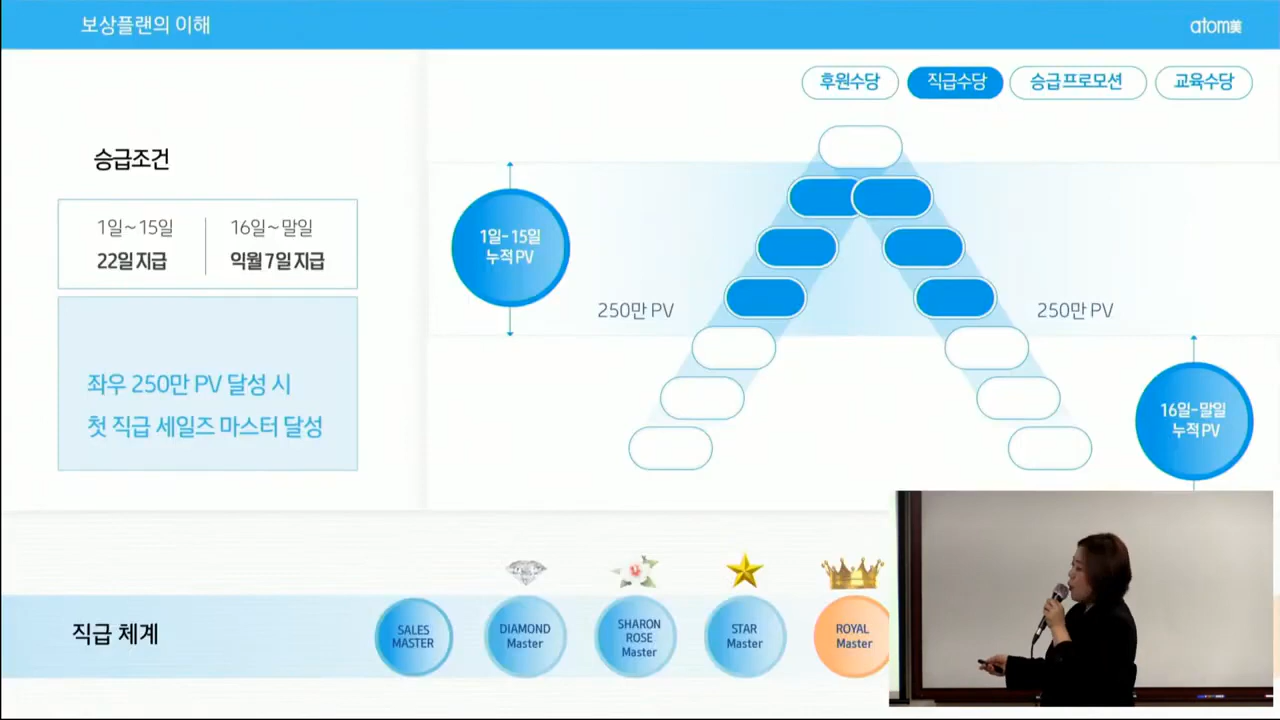 보상플랜의 이해
atom美
후원수당
직급수당
승급 프로모션
교육수당
승급조건
1일~15일
22일 지급
16일~말일
익월 7일 지급
좌우 250만 PV 달성 시
첫 직급 세일즈 마스터 달성
1일~15일
누적 PV
250만 PV
250만 PV
16일~말일
누적 PV
직급 체계
SALES
MASTER
DIAMOND
Master
SHARON
ROSE
Master
STAR
Master
ROYAL
Master